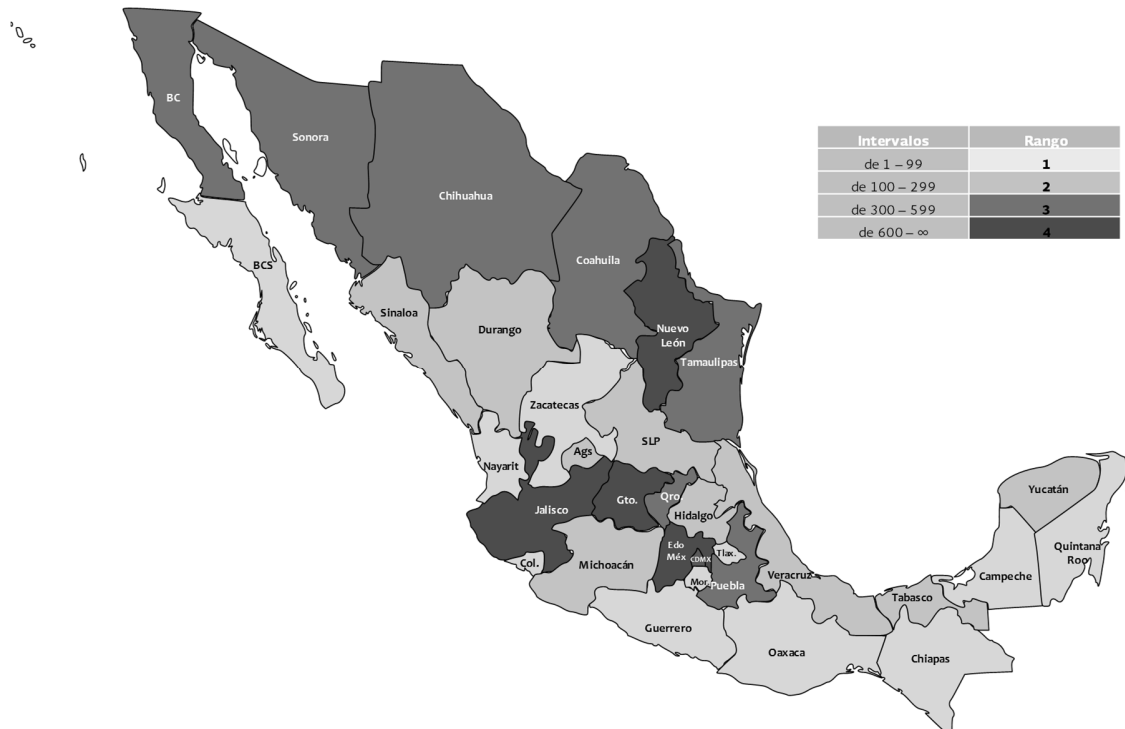 BC
Sonora
Intervalos Rango
de 1 – 99 1
de 100 – 299 2
de 300 – 599 3
de 600 – ∞ 4
Chihuahua
Coahuila
BCS
Sinaloa
Durango
Nuevo
León
Tamaulipas
Zacatecas
SLP
Ags
Nayarit
Yucatán
Jalisco
Gto.
Qro.
Hidalgo
Edo
Méx
CDMX
Tlax.
Quintana
Roo
Col.
Michoacán
Mor.
Puebla
Veracruz
Campeche
Tabasco
Guerrero
Oaxaca
Chiapas